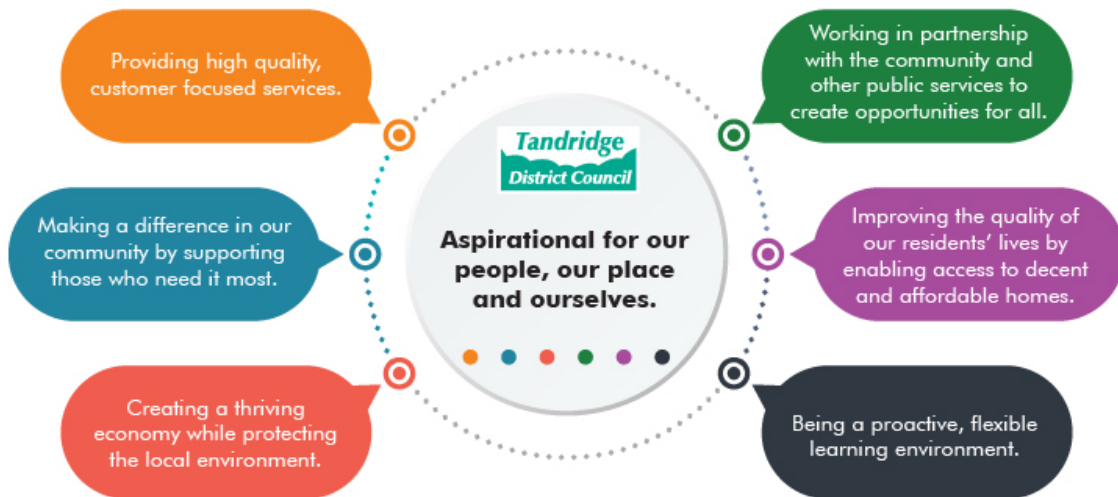 Providing high quality,
customer focused services.
Making a difference in our
community by supporting
those who need it most.
Creating a thriving
economy while protecting
the local environment.
Tandridge
District Council
Aspirational for our
people, our place
and ourselves.
Working in partnership
with the community and
other public services to
create opportunities for all.
Improving the quality of
our residents' lives by
enabling access to decent
and affordable homes.
Being a proactive, flexible
learning environment.